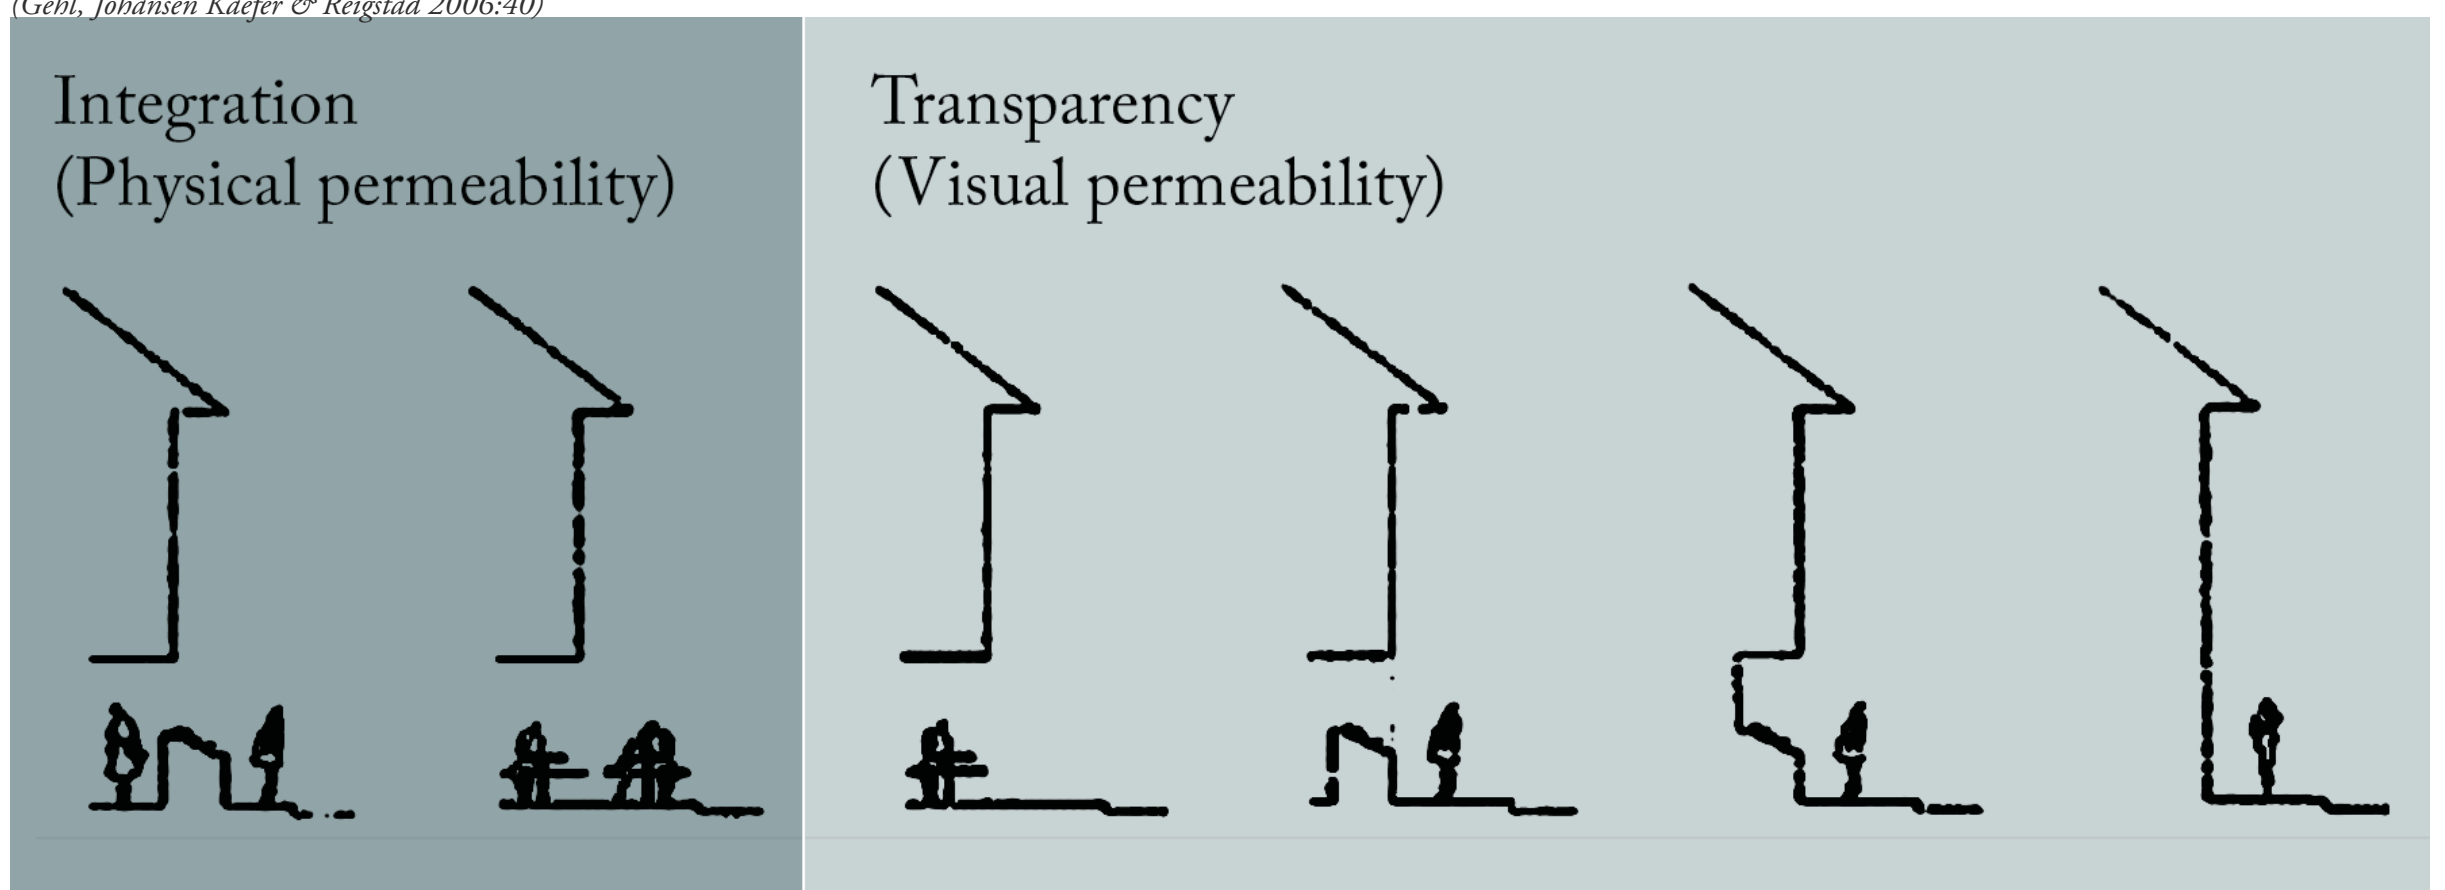 (Gehl, Johansen Kaefer & Reigstad 2006:40)
Integration
(Physical permeability)
Transparency
(Visual permeability)